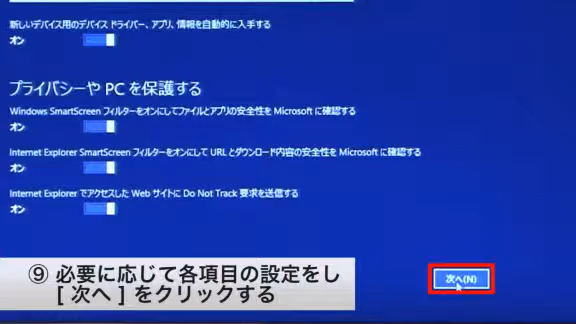 新しいデバイス用のデバイス ドライバー、アプリ、情報を自動的に入手する
オン
プライバシーや PC を保護する
Windows SmartScreen フィルターをオンにしてファイルとアプリの安全性を Microsoft に確認する
オン
Internet Explorer SmartScreen フィルターをオンにして URL とダウンロード内容の安全性を Microsoft に確認する
オン
Internet Explorer でアクセスした Web サイトに Do Not Track 要求を送信する
オン
次へ(N)
⑨ 必要に応じて各項目の設定をし
[ 次へ ] をクリックする